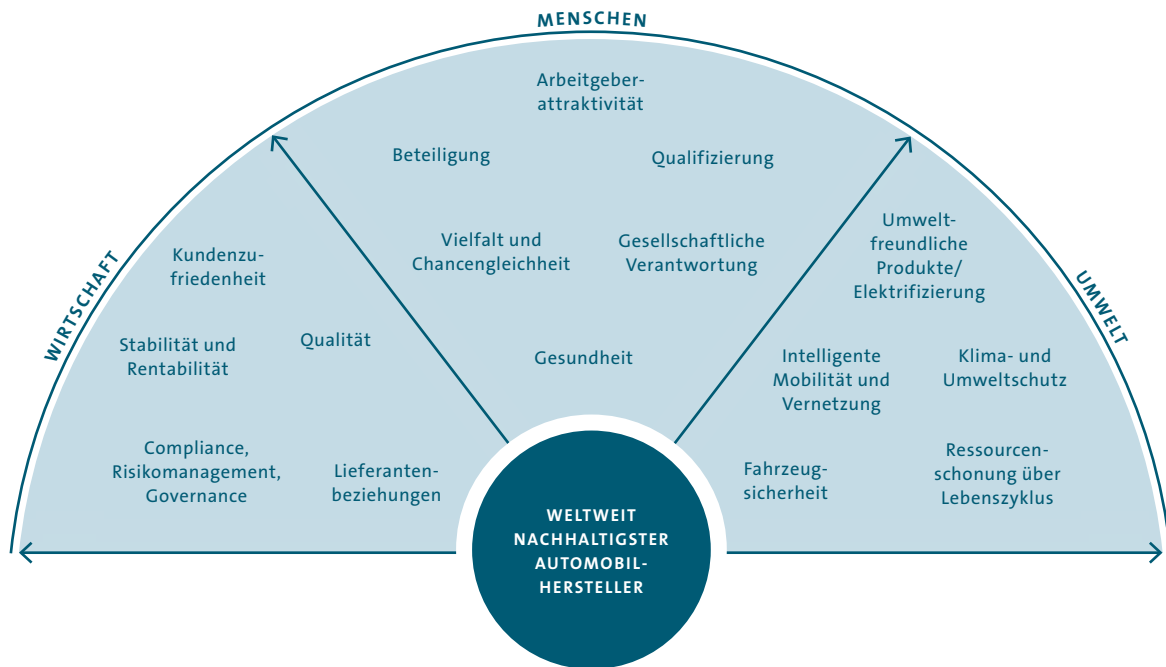 MENSCHEN
WIRTSCHAFT
UMWELT
Arbeitgeber-
attraktivität
Beteiligung
Qualifizierung
Vielfalt und
Chancengleichheit
Gesellschaftliche
Verantwortung
Gesundheit
Kundenzu-
friedenheit
Stabilität und
Rentabilität
Qualität
Compliance,
Risikomanagement,
Governance
Lieferanten-
beziehungen
Umwelt-
freundliche
Produkte/
Elektrifizierung
Intelligente
Mobilität und
Vernetzung
Klima- und
Umweltschutz
Fahrzeug-
sicherheit
Ressourcen-
schonung über
Lebenszyklus
WELTWEIT
NACHHALTIGSTER
AUTOMOBIL-
HERSTELLER